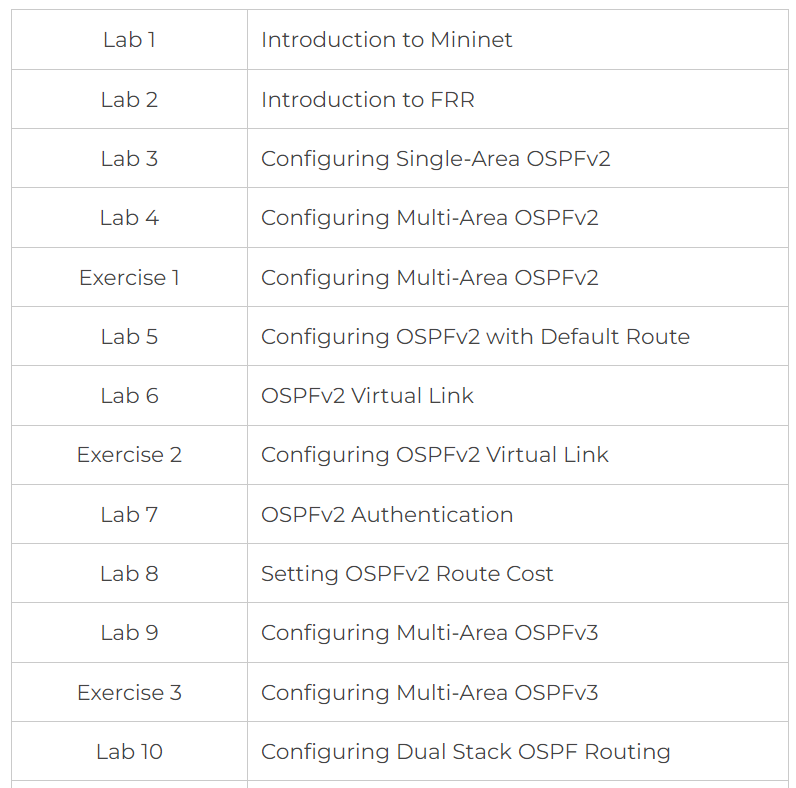 Lab 1 Introduction to Mininet
Lab 2 Introduction to FRR
Lab 3 Configuring Single-Area OSPFv2
Lab 4 Configuring Multi-Area OSPFv2
Exercise 1 Configuring Multi-Area OSPFv2
Lab 5 Configuring OSPFv2 with Default Route
Lab 6 OSPFv2 Virtual Link
Exercise 2 Configuring OSPFv2 Virtual Link
Lab 7 OSPFv2 Authentication
Lab 8 Setting OSPFv2 Route Cost
Lab 9 Configuring Multi-Area OSPFv3
Exercise 3 Configuring Multi-Area OSPFv3
Lab 10 Configuring Dual Stack OSPF Routing